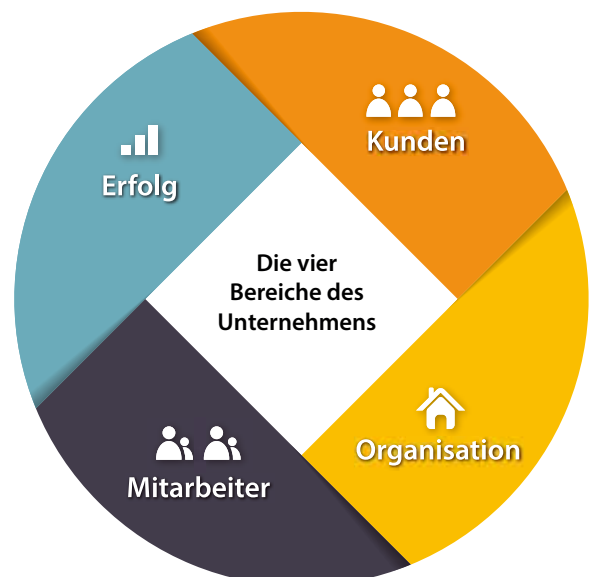 Kunden
Erfolg
Die vier
Bereiche des
Unternehmens
Organisation
Mitarbeiter